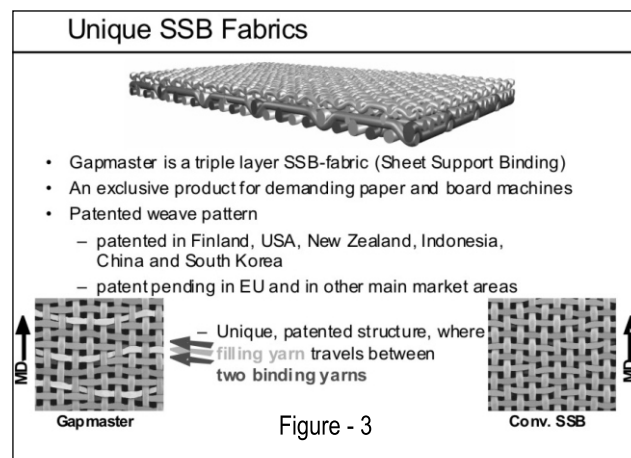 Unique SSB Fabrics
• Gapmaster is a triple layer SSB-fabric (Sheet Support Binding)
• An exclusive product for demanding paper and board machines
• Patented weave pattern
– patented in Finland, USA, New Zealand, Indonesia,
China and South Korea
– patent pending in EU and in other main market areas
– Unique, patented structure, where
filling yarn travels between
two binding yarns
MD
Gapmaster
Figure - 3
MD
Conv. SSB